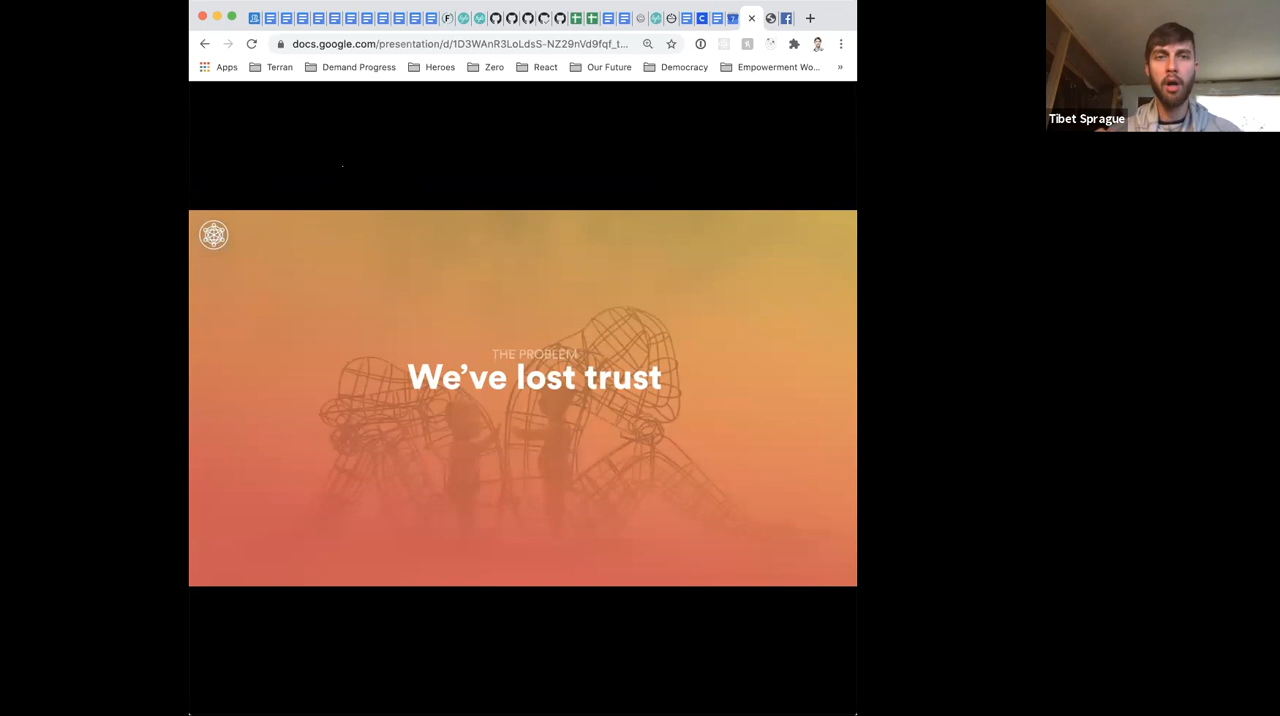 docs.google.com/presentation/d/1D3WAnR3LoLdsS-NZ29nVd9fqf_t...
Apps Terran Demand Progress Heroes Zero React Our Future Democracy Empowerment Wo... »
Tibet Sprague
THE PROBLEM
We've lost trust